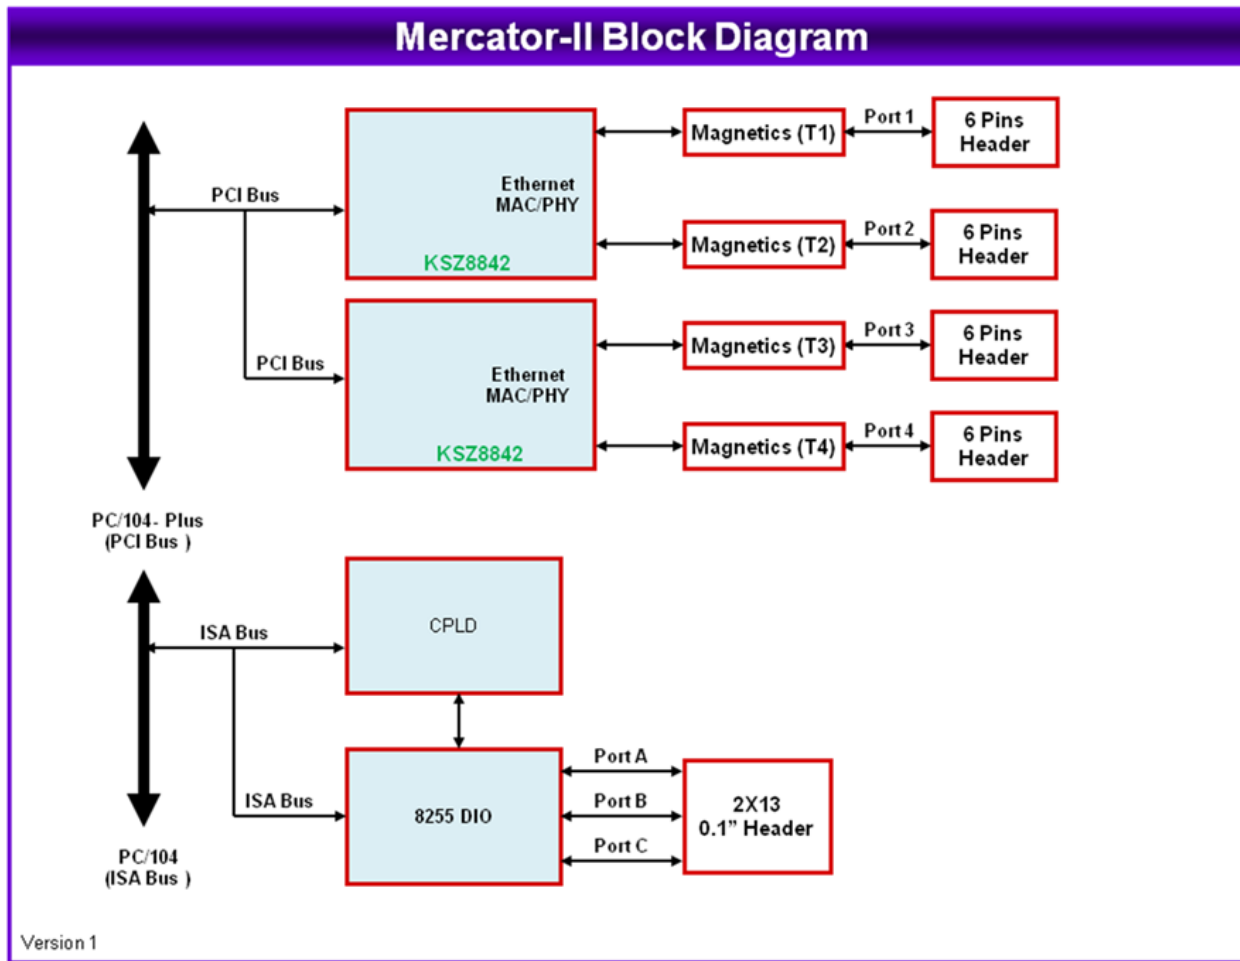 Mercator-II Block Diagram
PCI Bus
Ethernet
MAC/PHY
KSZ8842
Magnetics (T1)
Port 1
6 Pins
Header
Magnetics (T2)
Port 2
6 Pins
Header
PCI Bus
Ethernet
MAC/PHY
KSZ8842
Magnetics (T3)
Port 3
6 Pins
Header
Magnetics (T4)
Port 4
6 Pins
Header
PC/104- Plus
(PCI Bus )
ISA Bus
CPLD
ISA Bus
8255 DIO
Port A
Port B
Port C
2X13
0.1” Header
PC/104
(ISA Bus )
Version 1